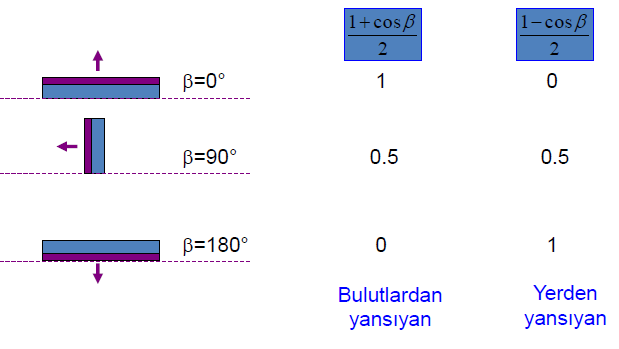 1+cosβ
2
1−cosβ
2
β=0° 1 0
β=90° 0.5 0.5
β=180° 0 1
Bulutlardan
yansıyan
Yerden
yansıyan